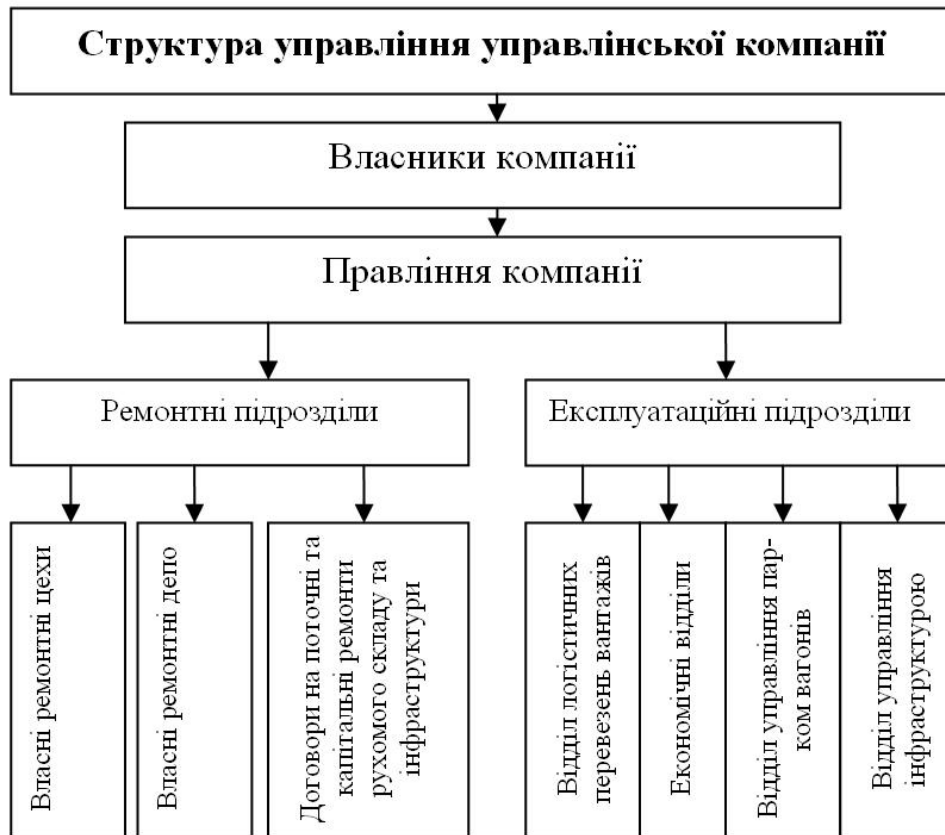 Структура управління управлінської компанії
Власники компанії
Правління компанії
Ремонтні підрозділи
Експлуатаційні підрозділи
Власні ремонтні цехи
Власні ремонтні депо
Договори на поточні та
капітальні ремонти
рухомого складу та
інфраструктури
Відділ логістичних
перевезень вантажів
Економічні відділи
Відділ управління пар-
ком вагонів
Відділ управління
інфраструктурою